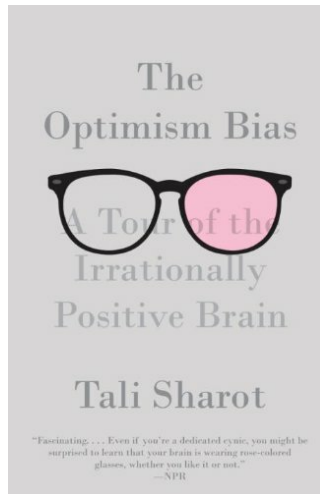 The
Optimism Bias
A Tour of the
Irrationally
Positive Brain
Tali Sharot
“Fascinating. . . . Even if you’re a dedicated cynic, you might be
surprised to learn that your brain is wearing rose-colored
glasses, whether you like it or not.”
—NPR